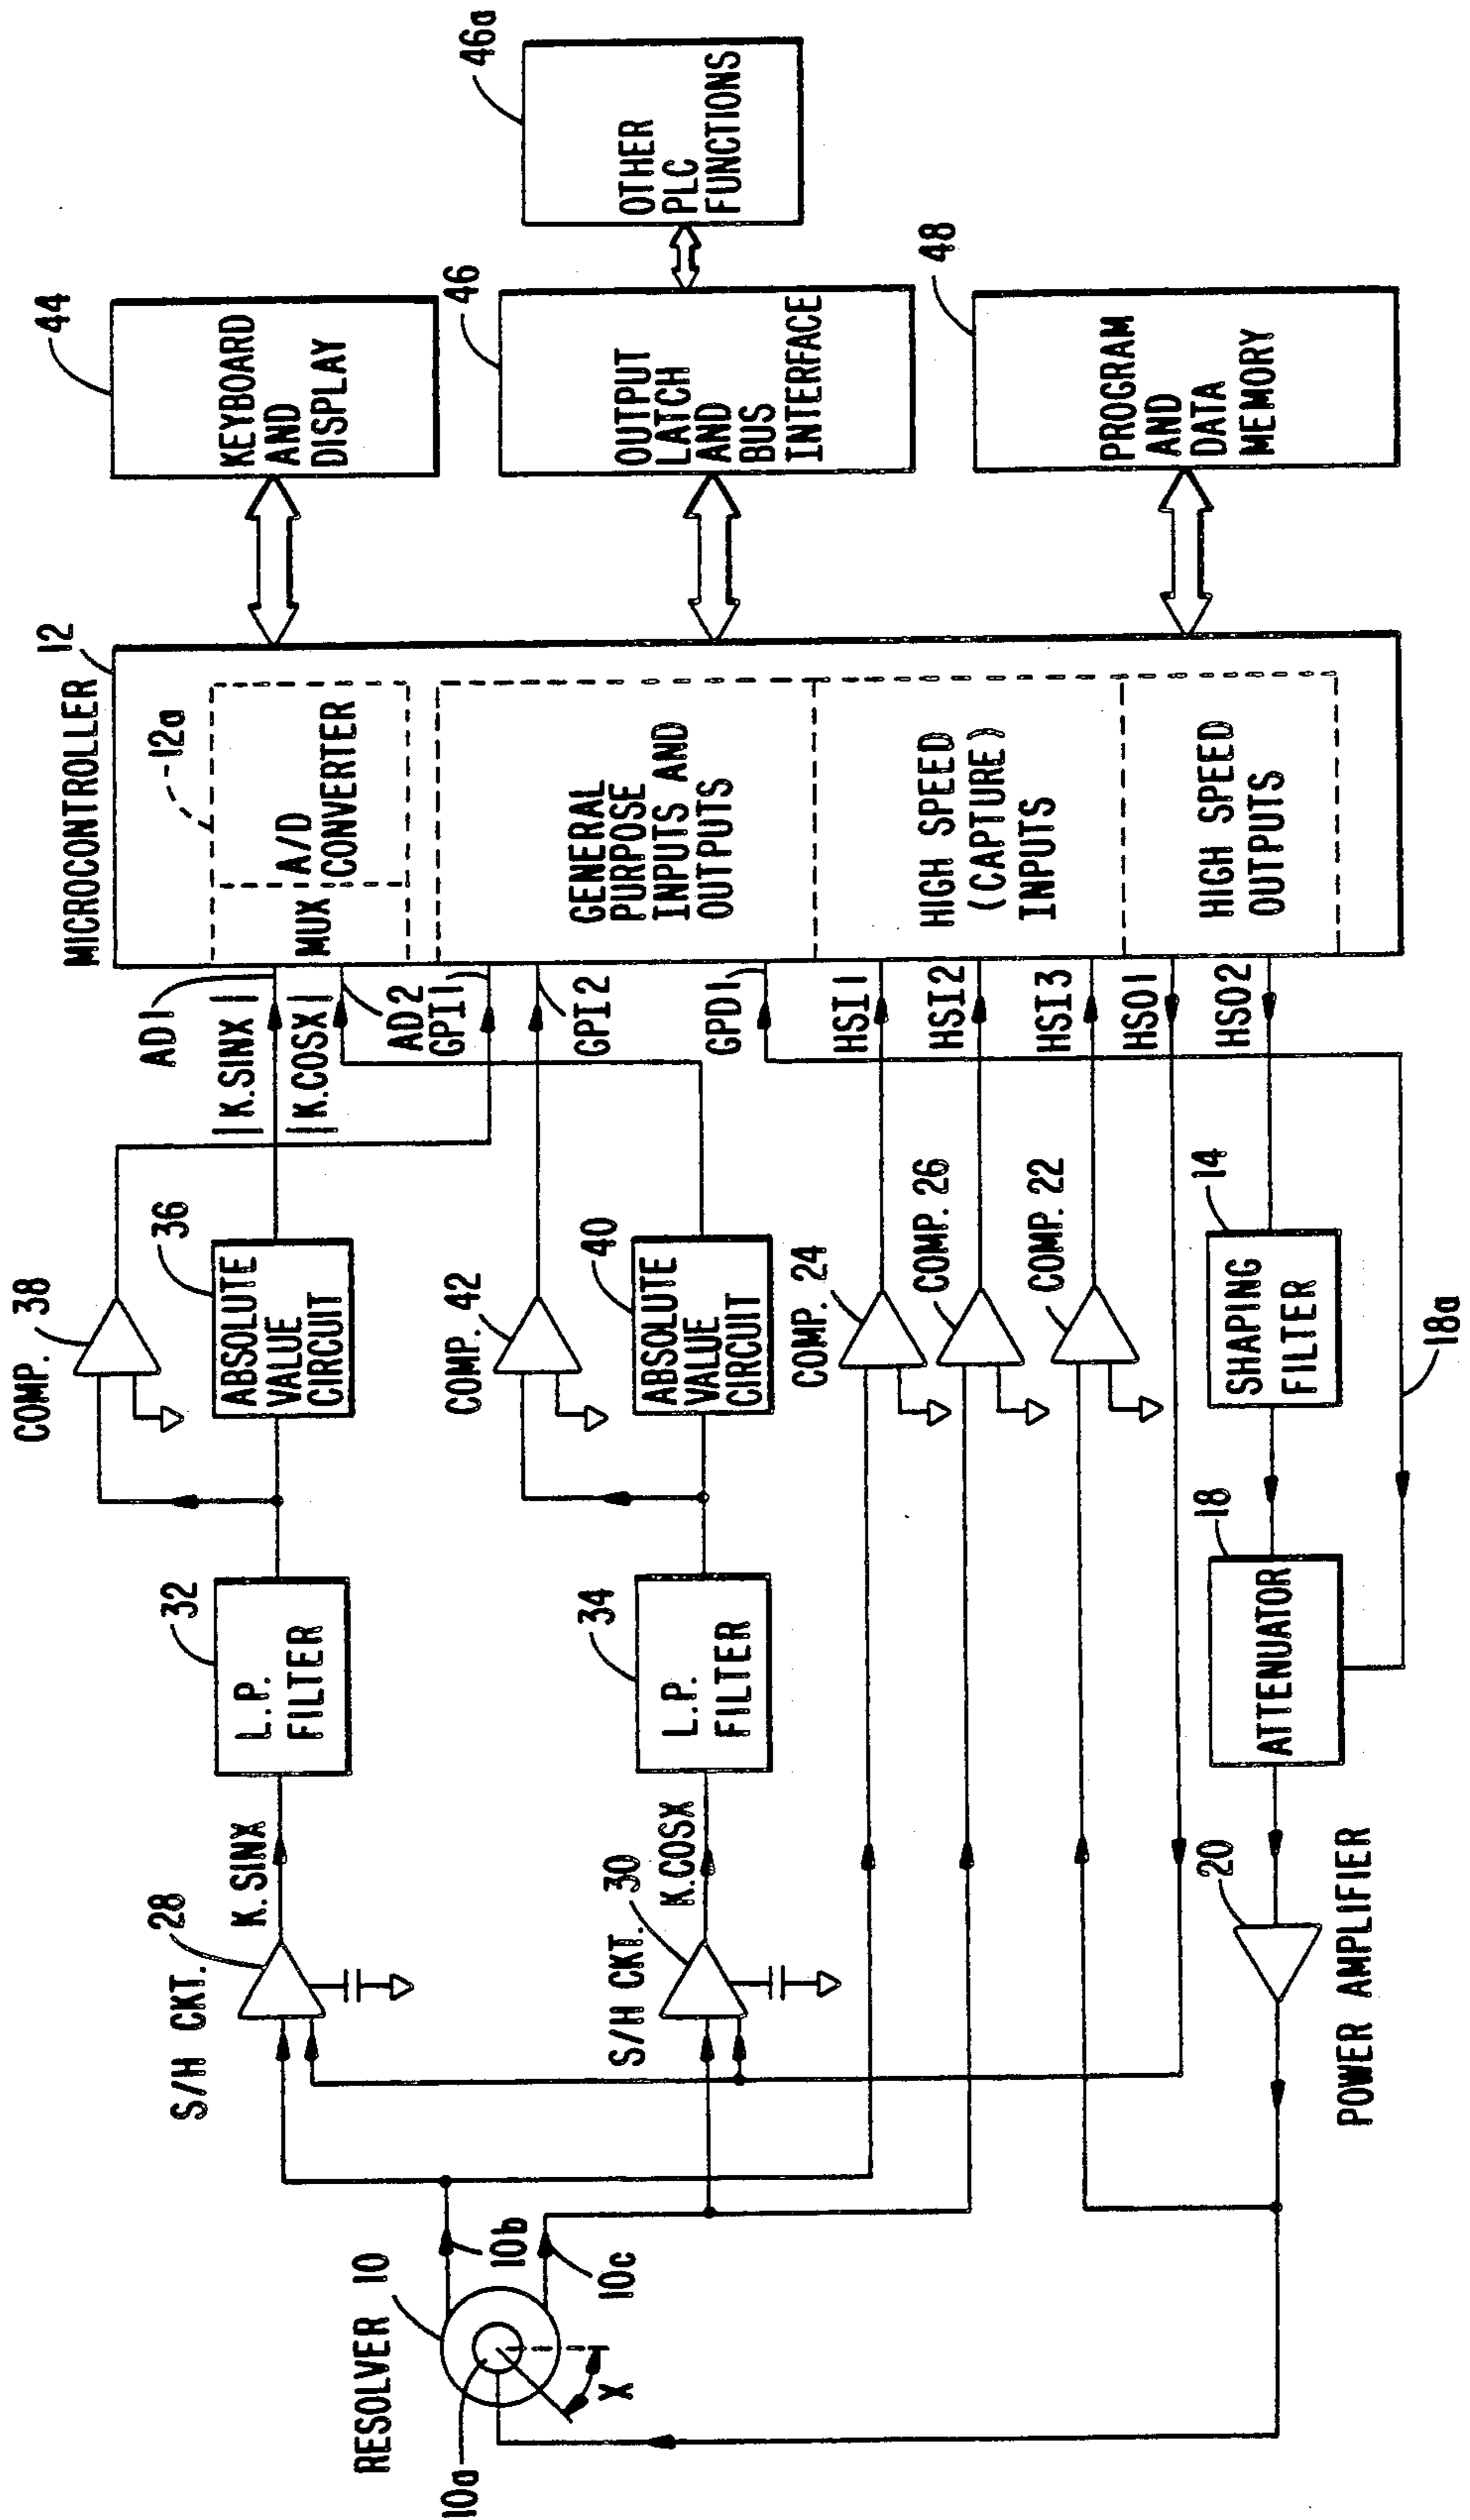 RESOLVER 10
10a
10b
10c
X
S/H CKT.
28
K.SINX
32
L.P.
FILTER
COMP. 38
36
ABSOLUTE
VALUE
CIRCUIT
S/H CKT.
30
K.COSX
34
L.P.
FILTER
COMP. 42
40
ABSOLUTE
VALUE
CIRCUIT
COMP. 24
COMP. 26
COMP. 22
POWER AMPLIFIER
20
18
ATTENUATOR
14
SHAPING
FILTER
18a
AD1
|K.SINX|
|K.COSX|
AD2
GPI1
GPI2
GPD1
HSI1
HSI2
HSI3
HSO1
HSO2
MICROCONTROLLER
12
12a
MUX
A/D
CONVERTER
GENERAL
PURPOSE
INPUTS AND
OUTPUTS
HIGH SPEED
(CAPTURE)
INPUTS
HIGH SPEED
OUTPUTS
44
KEYBOARD
AND
DISPLAY
46
OUTPUT
LATCH
AND
BUS
INTERFACE
48
PROGRAM
AND
DATA
MEMORY
46a
OTHER
PLC
FUNCTIONS